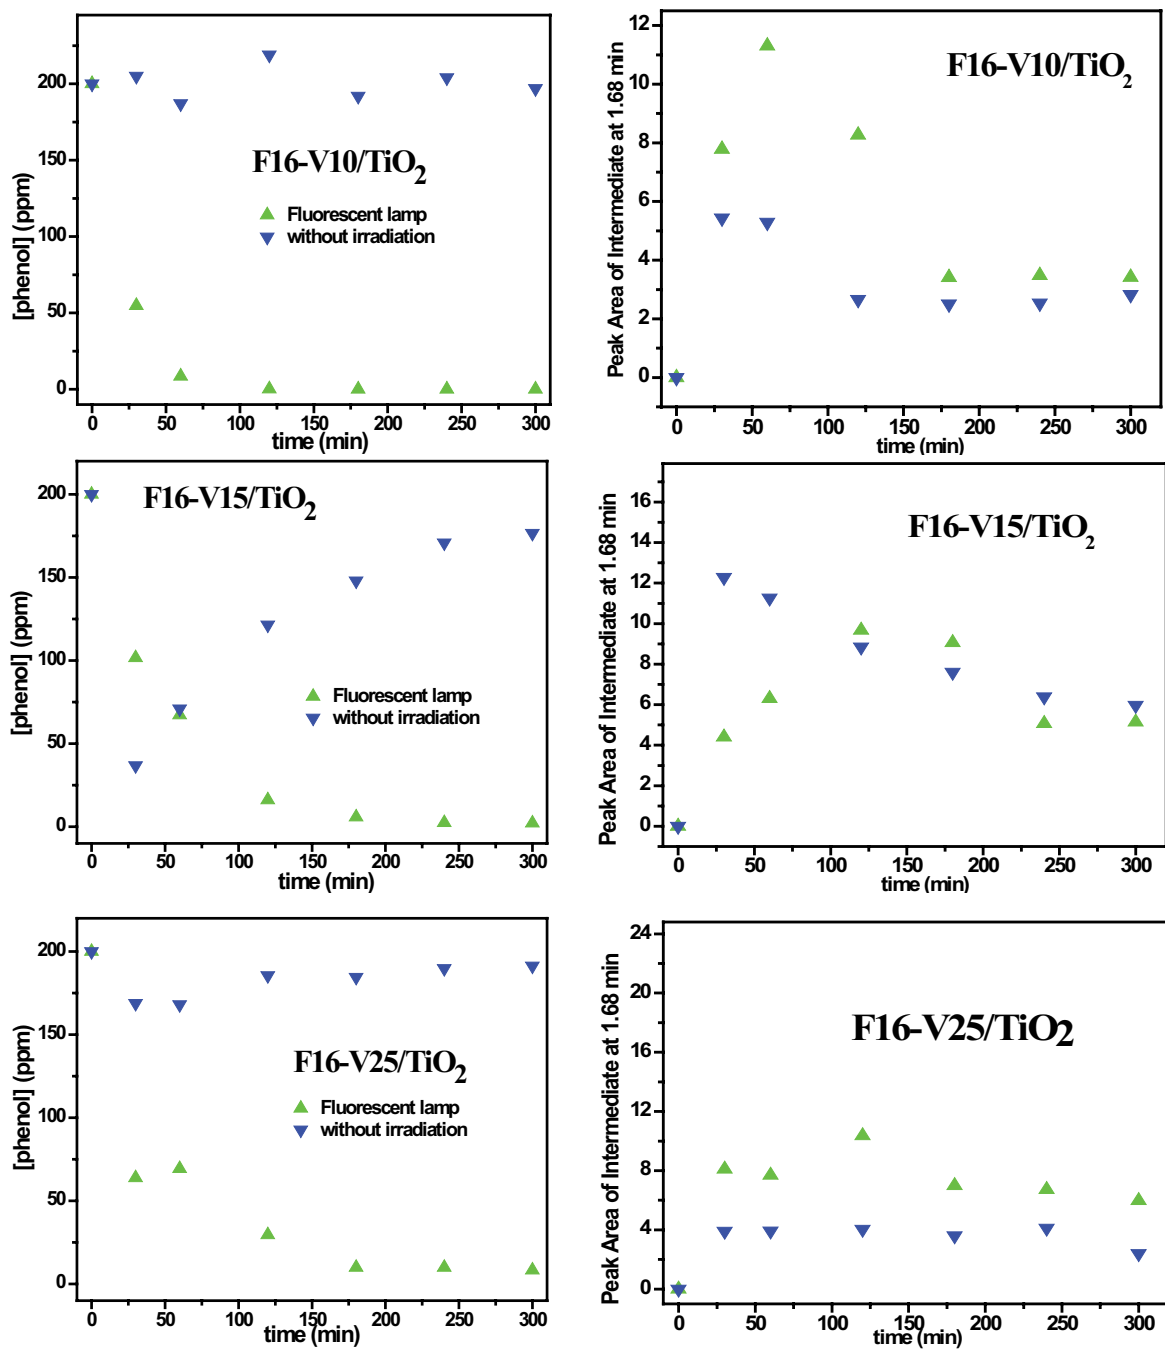 [phenol] (ppm)
200
150
100
50
0
F16-V10/TiO2
Fluorescent lamp
without irradiation
0 50 100 150 200 250 300
time (min)
Peak Area of Intermediate at 1.68 min
12
10
8
6
4
2
0
F16-V10/TiO2
0 50 100 150 200 250 300
time (min)
[phenol] (ppm)
200
150
100
50
0
F16-V15/TiO2
Fluorescent lamp
without irradiation
0 50 100 150 200 250 300
time (min)
Peak Area of Intermediate at 1.68 min
16
14
12
10
8
6
4
2
0
F16-V15/TiO2
0 50 100 150 200 250 300
time (min)
[phenol] (ppm)
200
150
100
50
0
F16-V25/TiO2
Fluorescent lamp
without irradiation
0 50 100 150 200 250 300
time (min)
Peak Area of Intermediate at 1.68 min
24
20
16
12
8
4
0
F16-V25/TiO2
0 50 100 150 200 250 300
time (min)